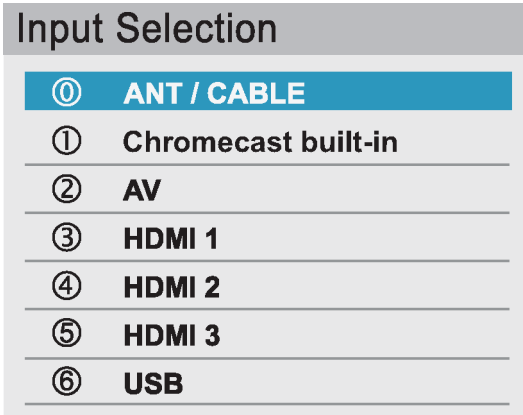 Input Selection
⓪ ANT / CABLE
① Chromecast built-in
② AV
③ HDMI 1
④ HDMI 2
⑤ HDMI 3
⑥ USB